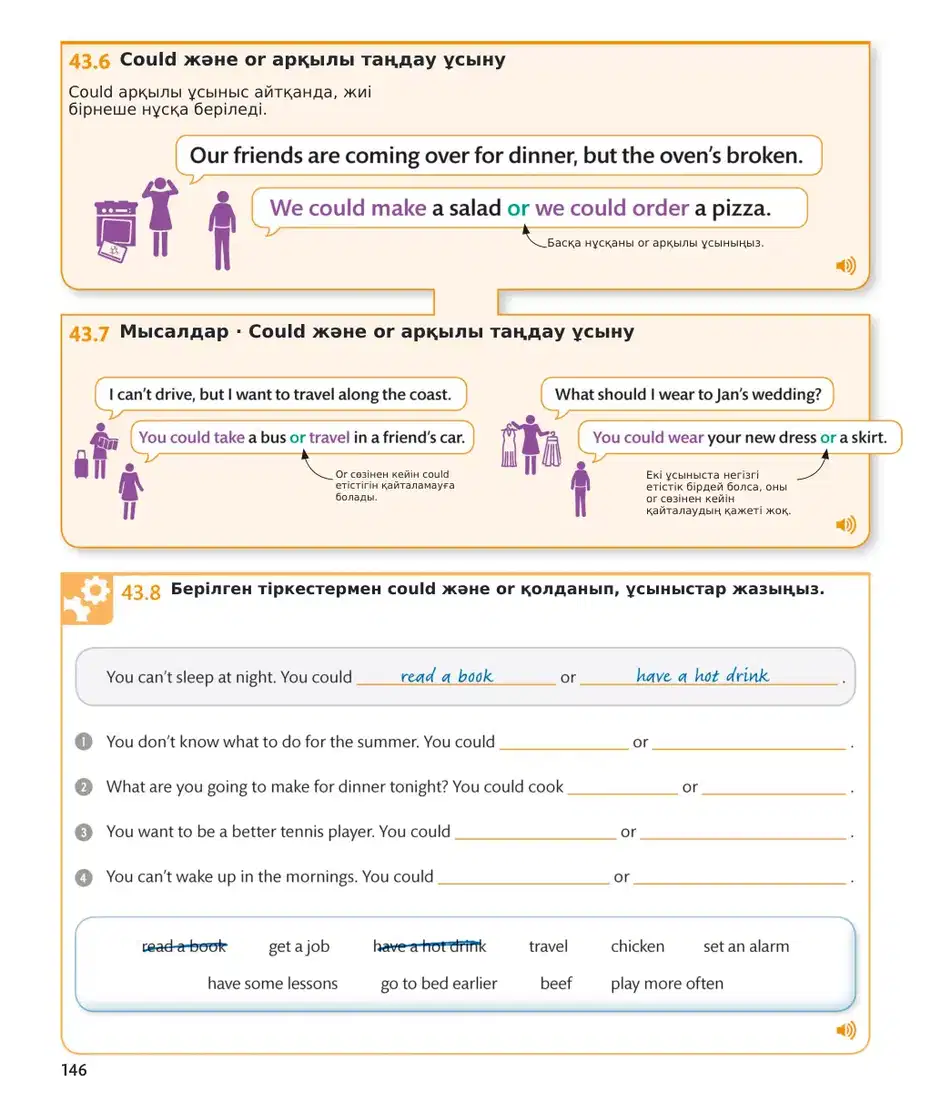 43.6 Could және or арқылы таңдау ұсыну
Could арқылы ұсыныс айтқанда, жиі
бірнеше нұсқа беріледі.
Our friends are coming over for dinner, but the oven’s broken.
We could make a salad or we could order a pizza.
Басқа нұсқаны or арқылы ұсыныңыз.
43.7 Мысалдар · Could және or арқылы таңдау ұсыну
I can’t drive, but I want to travel along the coast.
You could take a bus or travel in a friend’s car.
Or сөзінен кейін could
етістігін қайталамауға
болады.
What should I wear to Jan’s wedding?
You could wear your new dress or a skirt.
Екі ұсыныста негізгі
етістік бірдей болса, оны
or сөзінен кейін
қайталаудың қажеті жоқ.
43.8 Берілген тіркестермен could және or қолданып, ұсыныстар жазыңыз.
You can’t sleep at night. You could read a book or have a hot drink .
1 You don’t know what to do for the summer. You could ___ or ___ .
2 What are you going to make for dinner tonight? You could cook ___ or ___ .
3 You want to be a better tennis player. You could ___ or ___ .
4 You can’t wake up in the mornings. You could ___ or ___ .
read a book get a job have a hot drink travel chicken set an alarm
have some lessons go to bed earlier beef play more often
146